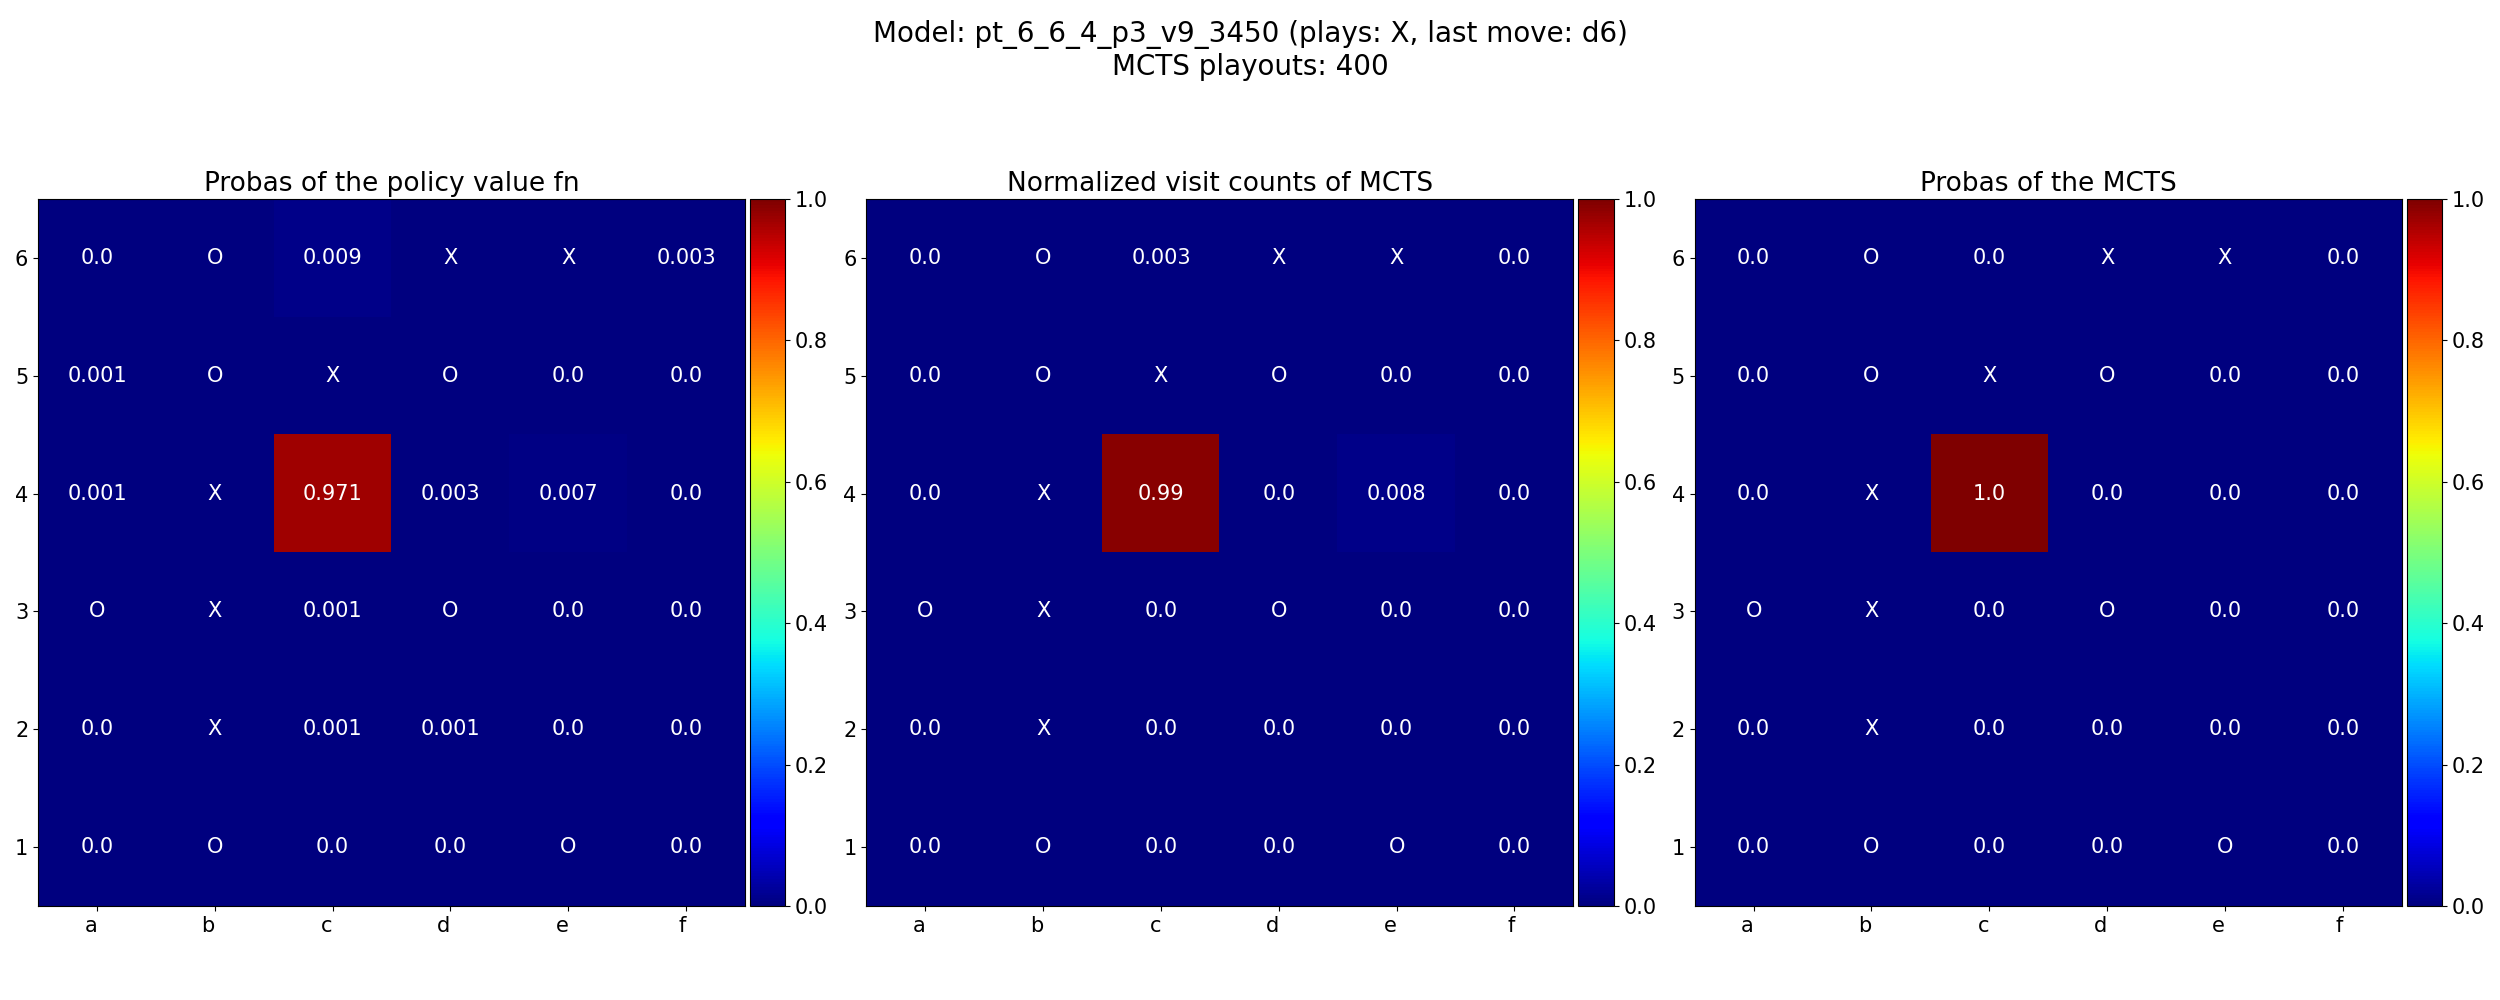 Model: pt_6_6_4_p3_v9_3450 (plays: X, last move: d6)
MCTS playouts: 400
Probas of the policy value fn
6 0.0 O 0.009 X X 0.003
5 0.001 O X O 0.0 0.0
4 0.001 X 0.971 0.003 0.007 0.0
3 O X 0.001 O 0.0 0.0
2 0.0 X 0.001 0.001 0.0 0.0
1 0.0 O 0.0 0.0 O 0.0
a b c d e f
1.0
0.8
0.6
0.4
0.2
0.0
Normalized visit counts of MCTS
6 0.0 O 0.003 X X 0.0
5 0.0 O X O 0.0 0.0
4 0.0 X 0.99 0.0 0.008 0.0
3 O X 0.0 O 0.0 0.0
2 0.0 X 0.0 0.0 0.0 0.0
1 0.0 O 0.0 0.0 O 0.0
a b c d e f
1.0
0.8
0.6
0.4
0.2
0.0
Probas of the MCTS
6 0.0 O 0.0 X X 0.0
5 0.0 O X O 0.0 0.0
4 0.0 X 1.0 0.0 0.0 0.0
3 O X 0.0 O 0.0 0.0
2 0.0 X 0.0 0.0 0.0 0.0
1 0.0 O 0.0 0.0 O 0.0
a b c d e f
1.0
0.8
0.6
0.4
0.2
0.0